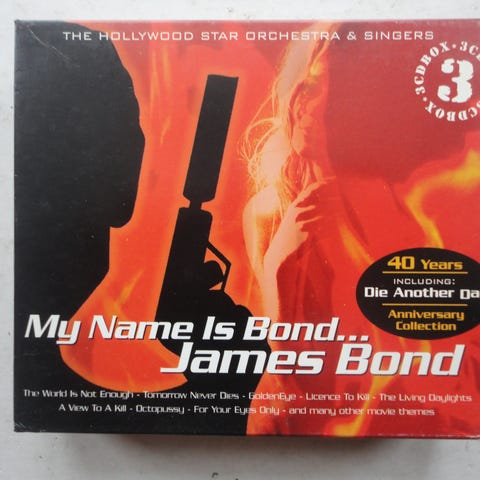 THE HOLLYWOOD STAR ORCHESTRA & SINGERS
3CDBOX • 3CD
3
3CDBOX
40 Years
INCLUDING:
Die Another Da
Anniversary
Collection
My Name Is Bond...
James Bond
The World Is Not Enough - Tomorrow Never Dies - GoldenEye - Licence To Kill - The Living Daylights
A View To A Kill - Octopussy - For Your Eyes Only - and many other movie themes